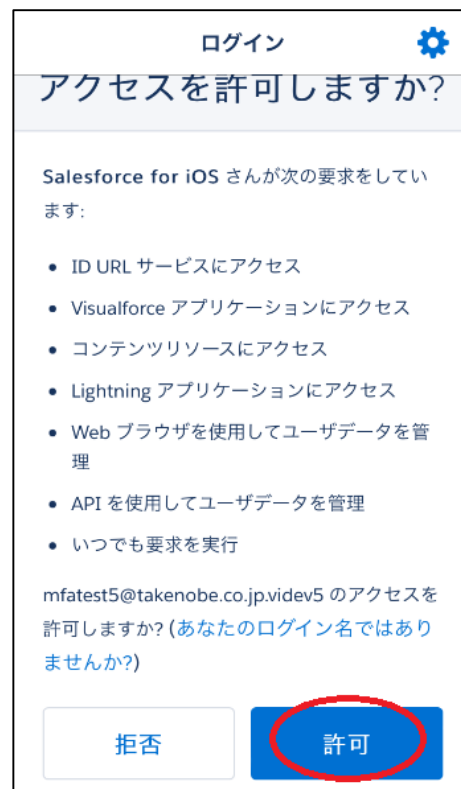 ログイン
アクセスを許可しますか?
Salesforce for iOS さんが次の要求をしてい
ます:
• ID URL サービスにアクセス
• Visualforce アプリケーションにアクセス
• コンテンツリソースにアクセス
• Lightning アプリケーションにアクセス
• Web ブラウザを使用してユーザデータを管
理
• API を使用してユーザデータを管理
• いつでも要求を実行
mfatest5@takenobe.co.jp.videv5 のアクセスを
許可しますか? (あなたのログイン名ではあり
ませんか?)
拒否
許可